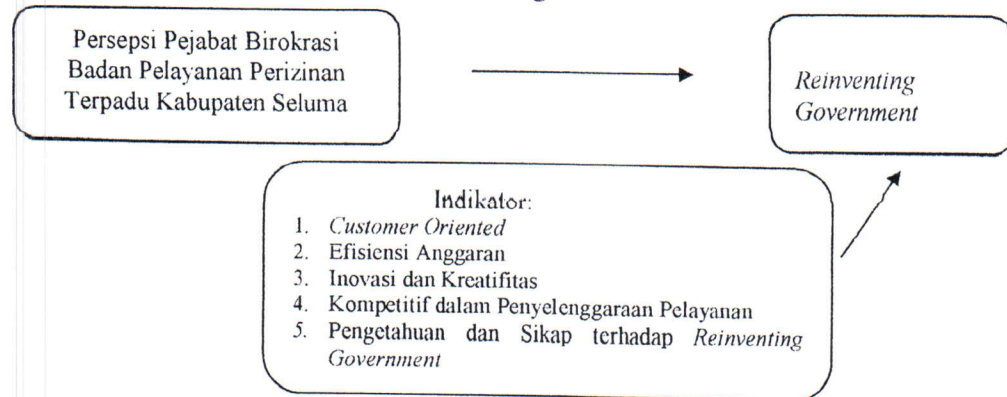 Persepsi Pejabat Birokrasi
Badan Pelayanan Perizinan
Terpadu Kabupaten Seluma
Reinventing
Government
Indikator:
1. Customer Oriented
2. Efisiensi Anggaran
3. Inovasi dan Kreatifitas
4. Kompetitif dalam Penyelenggaraan Pelayanan
5. Pengetahuan dan Sikap terhadap Reinventing
Government